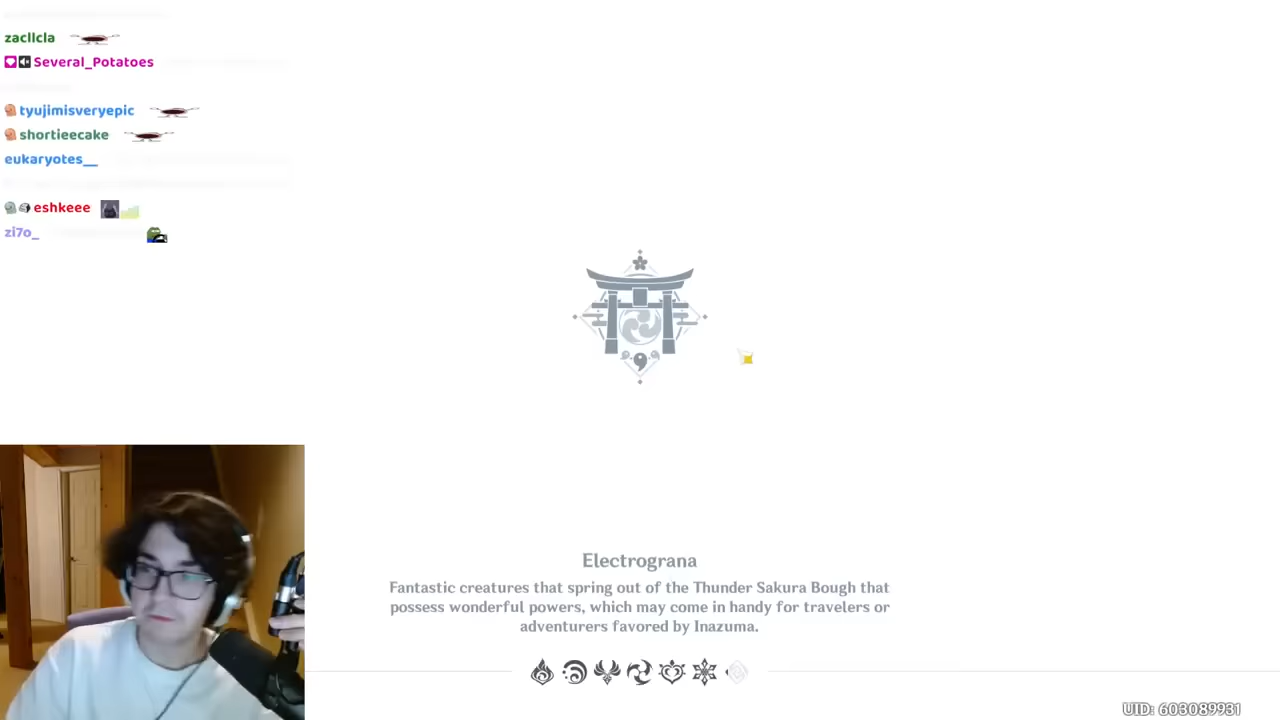 zacllcla
Several_Potatoes
tyujimisveryepic
shortieecake
eukaryotes__
eshkeee
zi7o_
Electrograna
Fantastic creatures that spring out of the Thunder Sakura Bough that
possess wonderful powers, which may come in handy for travelers or
adventurers favored by Inazuma.
UID: 603089931